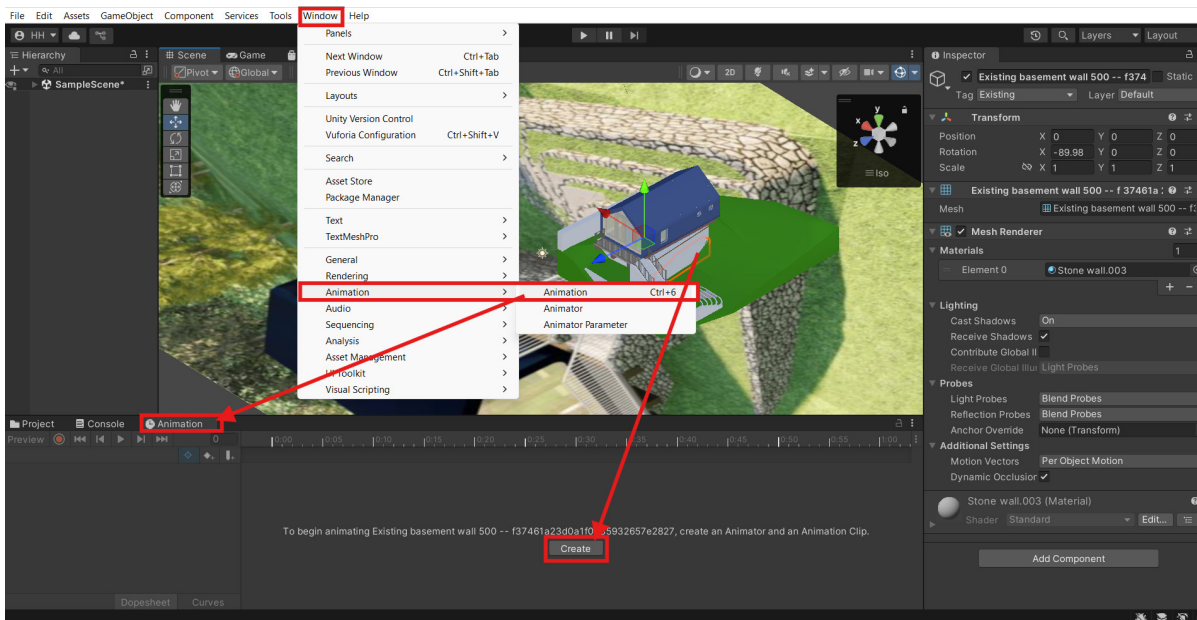 File Edit Assets GameObject Component Services Tools Window Help
HH
Layers Layout
Hierarchy
All
SampleScene*
Scene Game
Pivot Global
2D
Panels
Next Window Ctrl+Tab
Previous Window Ctrl+Shift+Tab
Layouts
Unity Version Control
Vuforia Configuration Ctrl+Shift+V
Search
Asset Store
Package Manager
Text
TextMeshPro
General
Rendering
Animation
Audio
Sequencing
Analysis
Asset Management
UI Toolkit
Visual Scripting
Animation Ctrl+6
Animator
Animator Parameter
y
x
z
Iso
Inspector
Existing basement wall 500 -- f374 Static
Tag Existing Layer Default
Transform
Position X 0 Y 0 Z 0
Rotation X -89.98 Y 0 Z 0
Scale X 1 Y 1 Z 1
Existing basement wall 500 -- f 37461a
Mesh Existing basement wall 500 -- f
Mesh Renderer
Materials 1
Element 0 Stone wall.003
Lighting
Cast Shadows On
Receive Shadows
Contribute Global Il
Receive Global Illur Light Probes
Probes
Light Probes Blend Probes
Reflection Probes Blend Probes
Anchor Override None (Transform)
Additional Settings
Motion Vectors Per Object Motion
Dynamic Occlusion
Stone wall.003 (Material)
Shader Standard Edit...
Add Component
Project Console Animation
Preview 0 0:00 0:05 0:10 0:15 0:20 0:25 0:30 0:35 0:40 0:45 0:50 0:55 1:00
To begin animating Existing basement wall 500 -- create an Animator and an Animation Clip.
Create
Dopesheet Curves